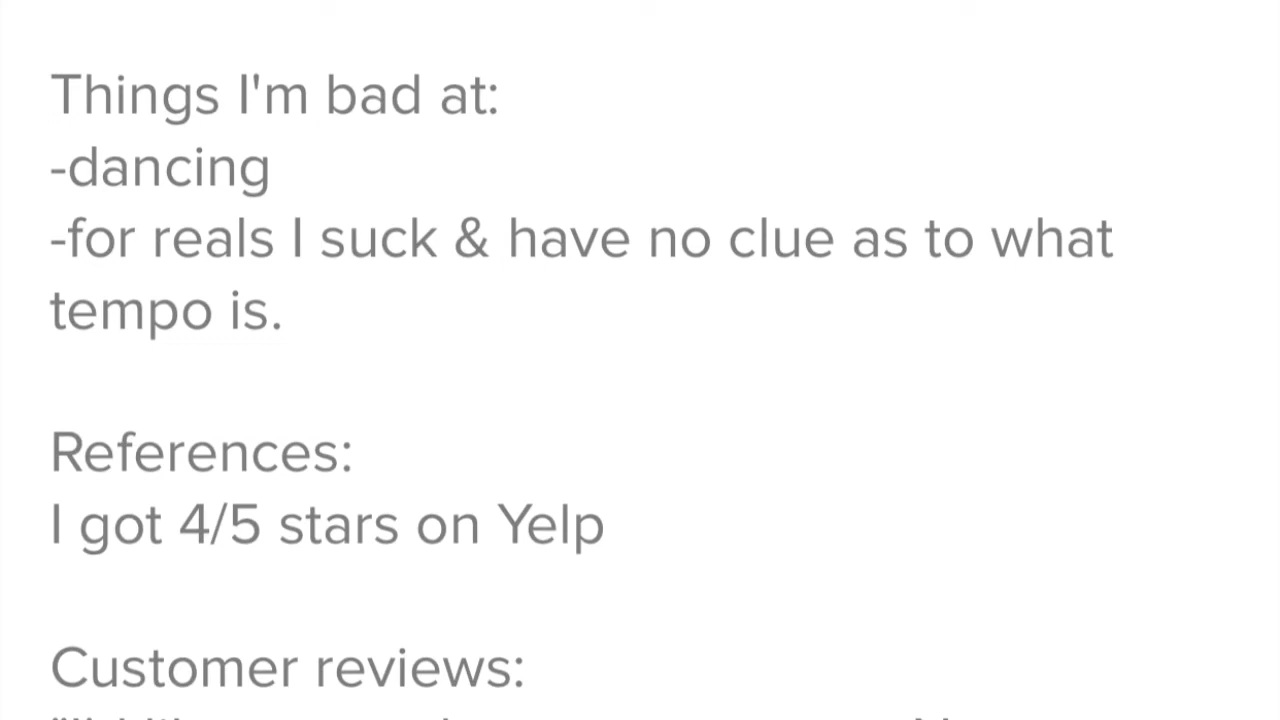 Things I'm bad at:
-dancing
-for reals I suck & have no clue as to what
tempo is.
References:
I got 4/5 stars on Yelp
Customer reviews: